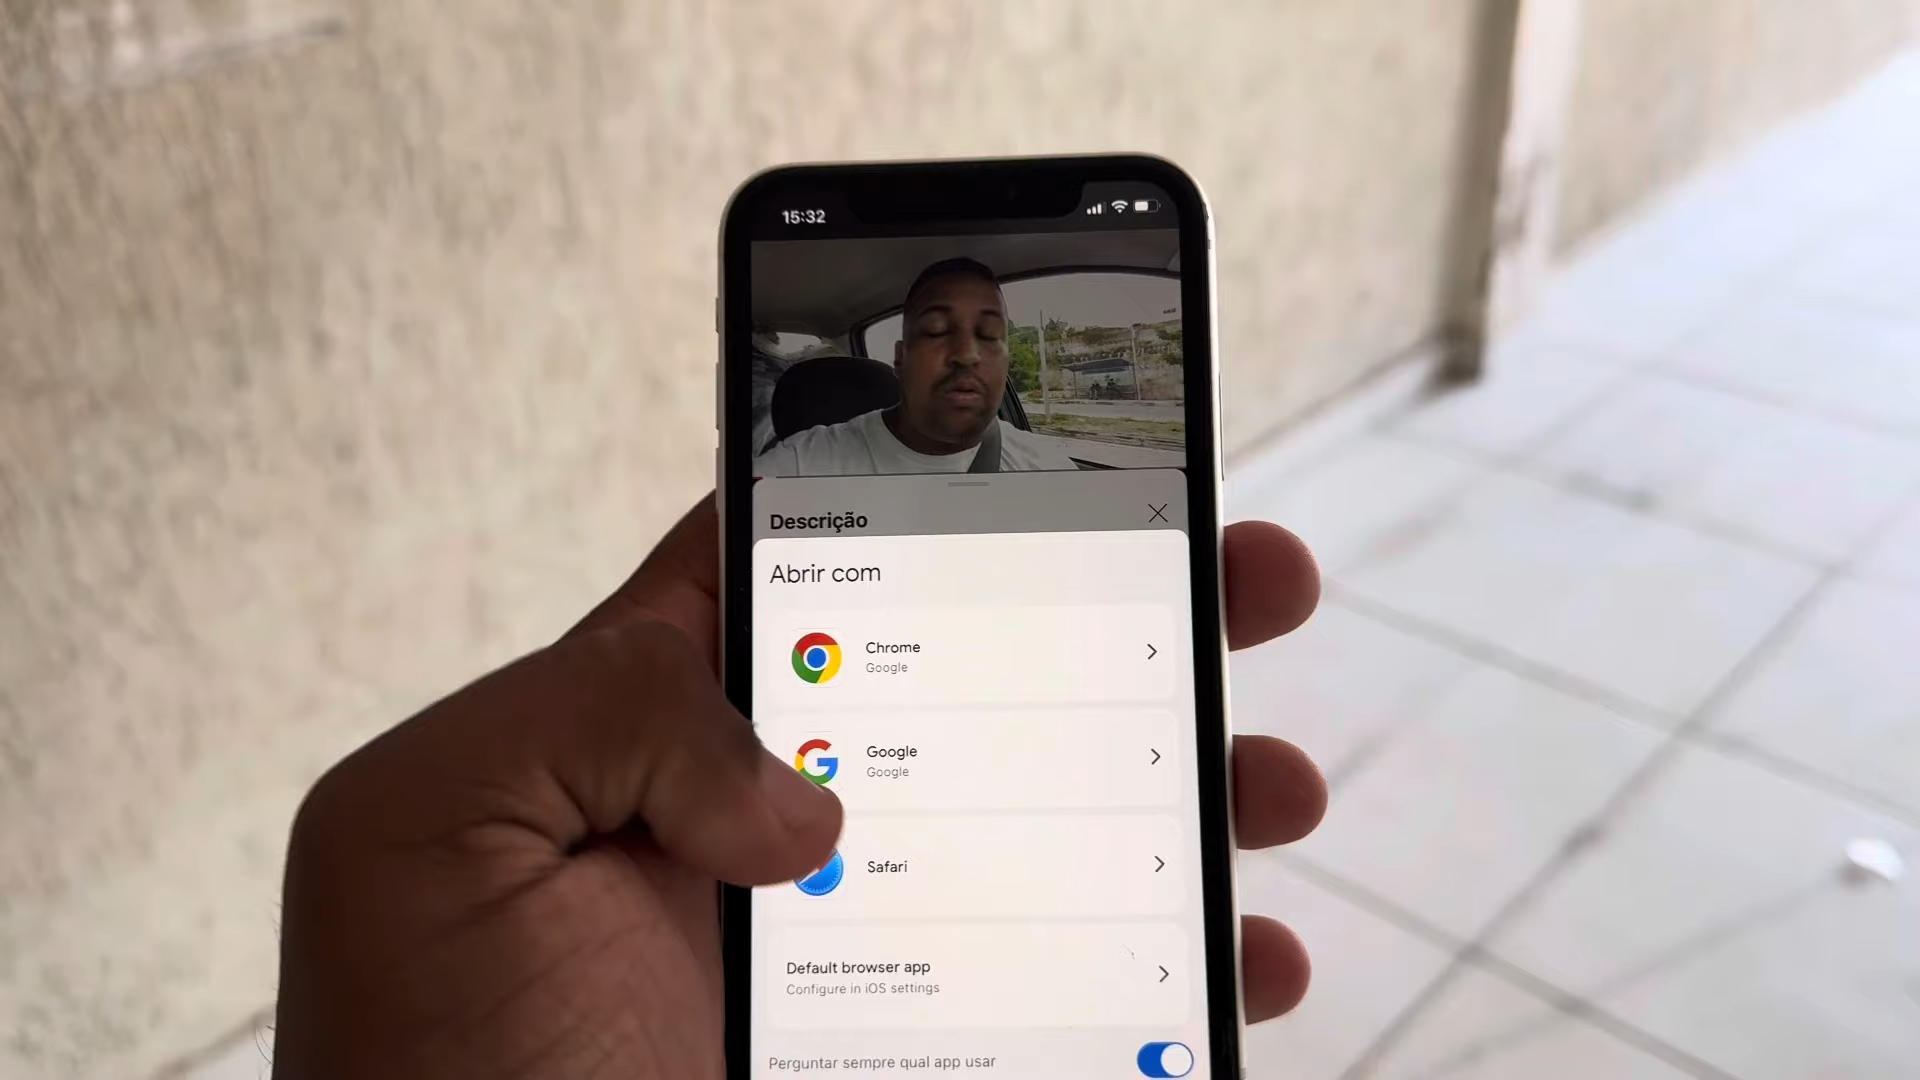 15:32
Descrição
Abrir com
Chrome
Google
Google
Google
Safari
Default browser app
Configure in iOS settings
Perguntar sempre qual app usar